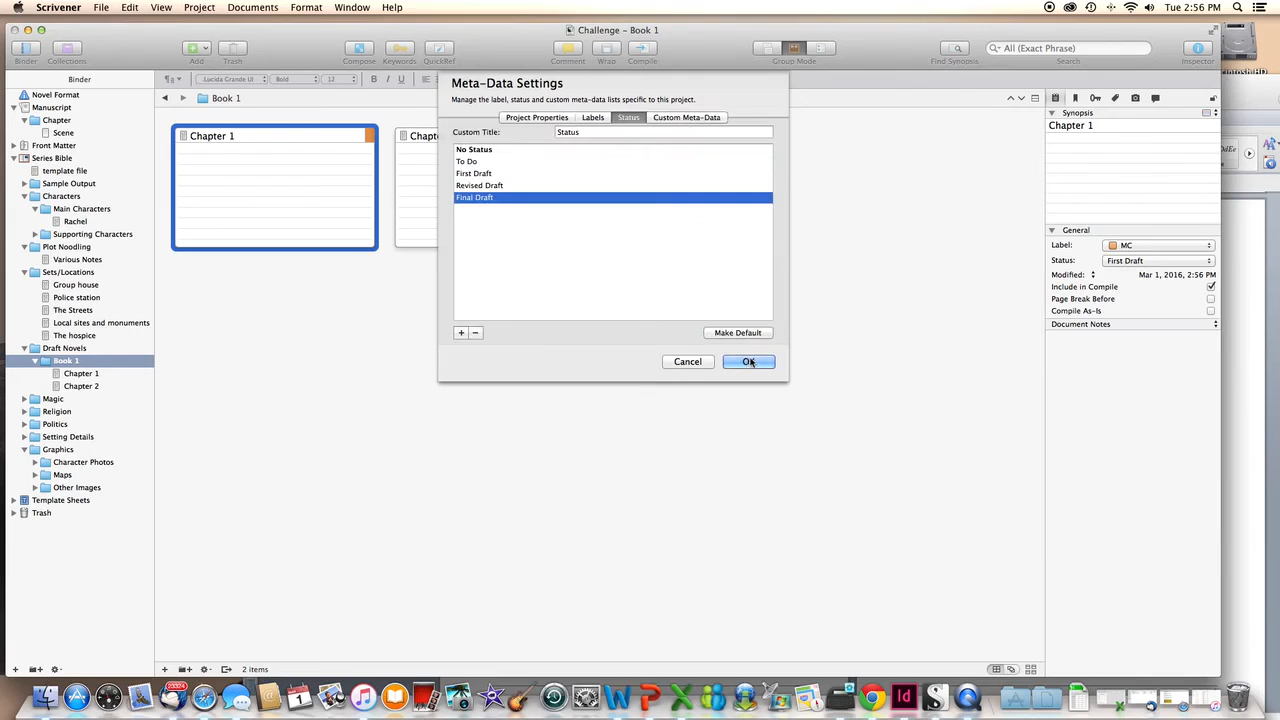 Scrivener File Edit View Project Documents Format Window Help Tue 2:56 PM
Challenge - Book 1
Binder Collections Add Trash Compose Keywords QuickRef Comment Wrap Compile Group Mode Find Synopsis All (Exact Phrase) Search Inspector
Macintosh HD
Binder
Lucida Grande UI Bold 12 B I U
Book 1
Novel Format
Manuscript
Chapter
Scene
Front Matter
Series Bible
template file
Sample Output
Characters
Main Characters
Rachel
Supporting Characters
Plot Noodling
Various Notes
Sets/Locations
Group house
Police station
The Streets
Local sites and monuments
The hospice
Draft Novels
Book 1
Chapter 1
Chapter 2
Magic
Religion
Politics
Setting Details
Graphics
Character Photos
Maps
Other Images
Template Sheets
Trash
Chapter 1
Meta-Data Settings
Manage the label, status and custom meta-data lists specific to this project.
Project Properties Labels Status Custom Meta-Data
Custom Title: Status
No Status
To Do
First Draft
Revised Draft
Final Draft
+ − Make Default
Cancel OK
Synopsis
Chapter 1
General
Label: MC
Status: First Draft
Modified: Mar 1, 2016, 2:56 PM
Include in Compile
Page Break Before
Compile As-Is
Document Notes
2 items
23324